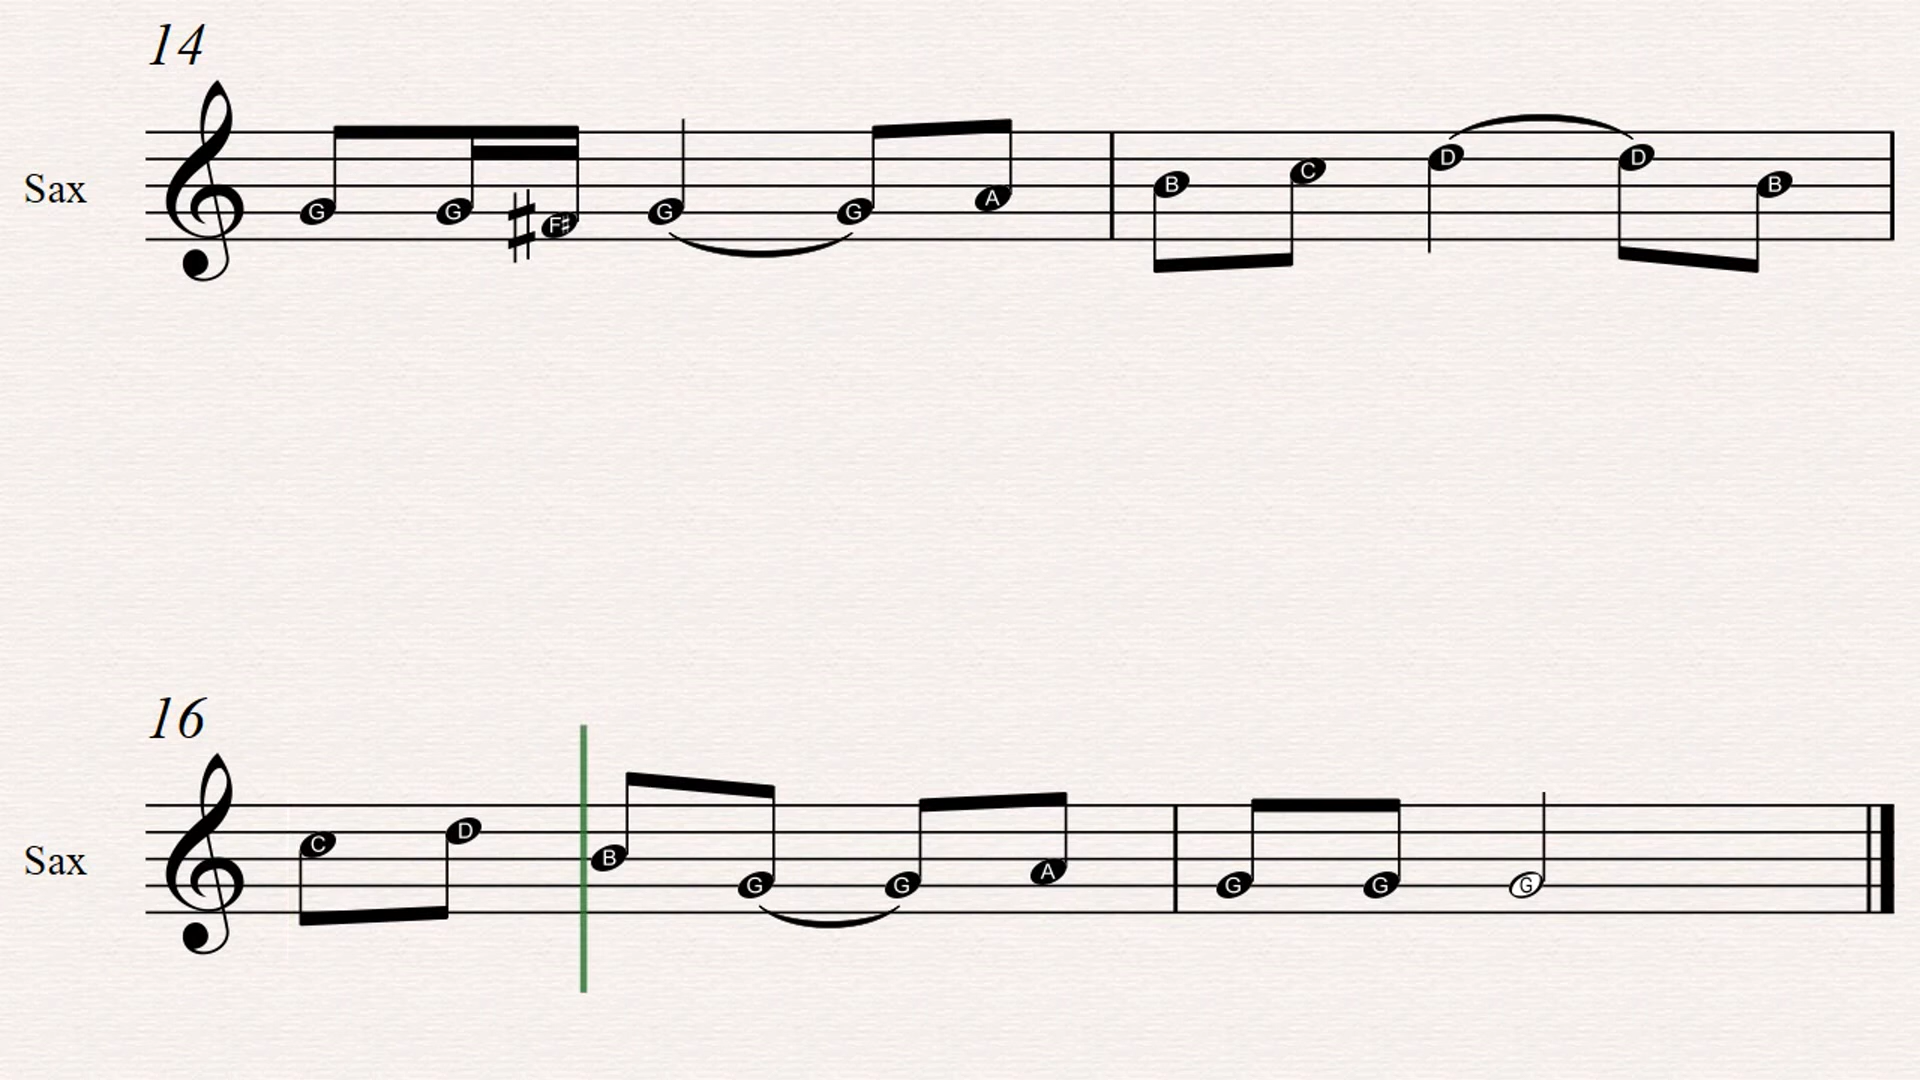 14
Sax
G G F# G G A B C D D B
16
Sax
C D B G G A G G G